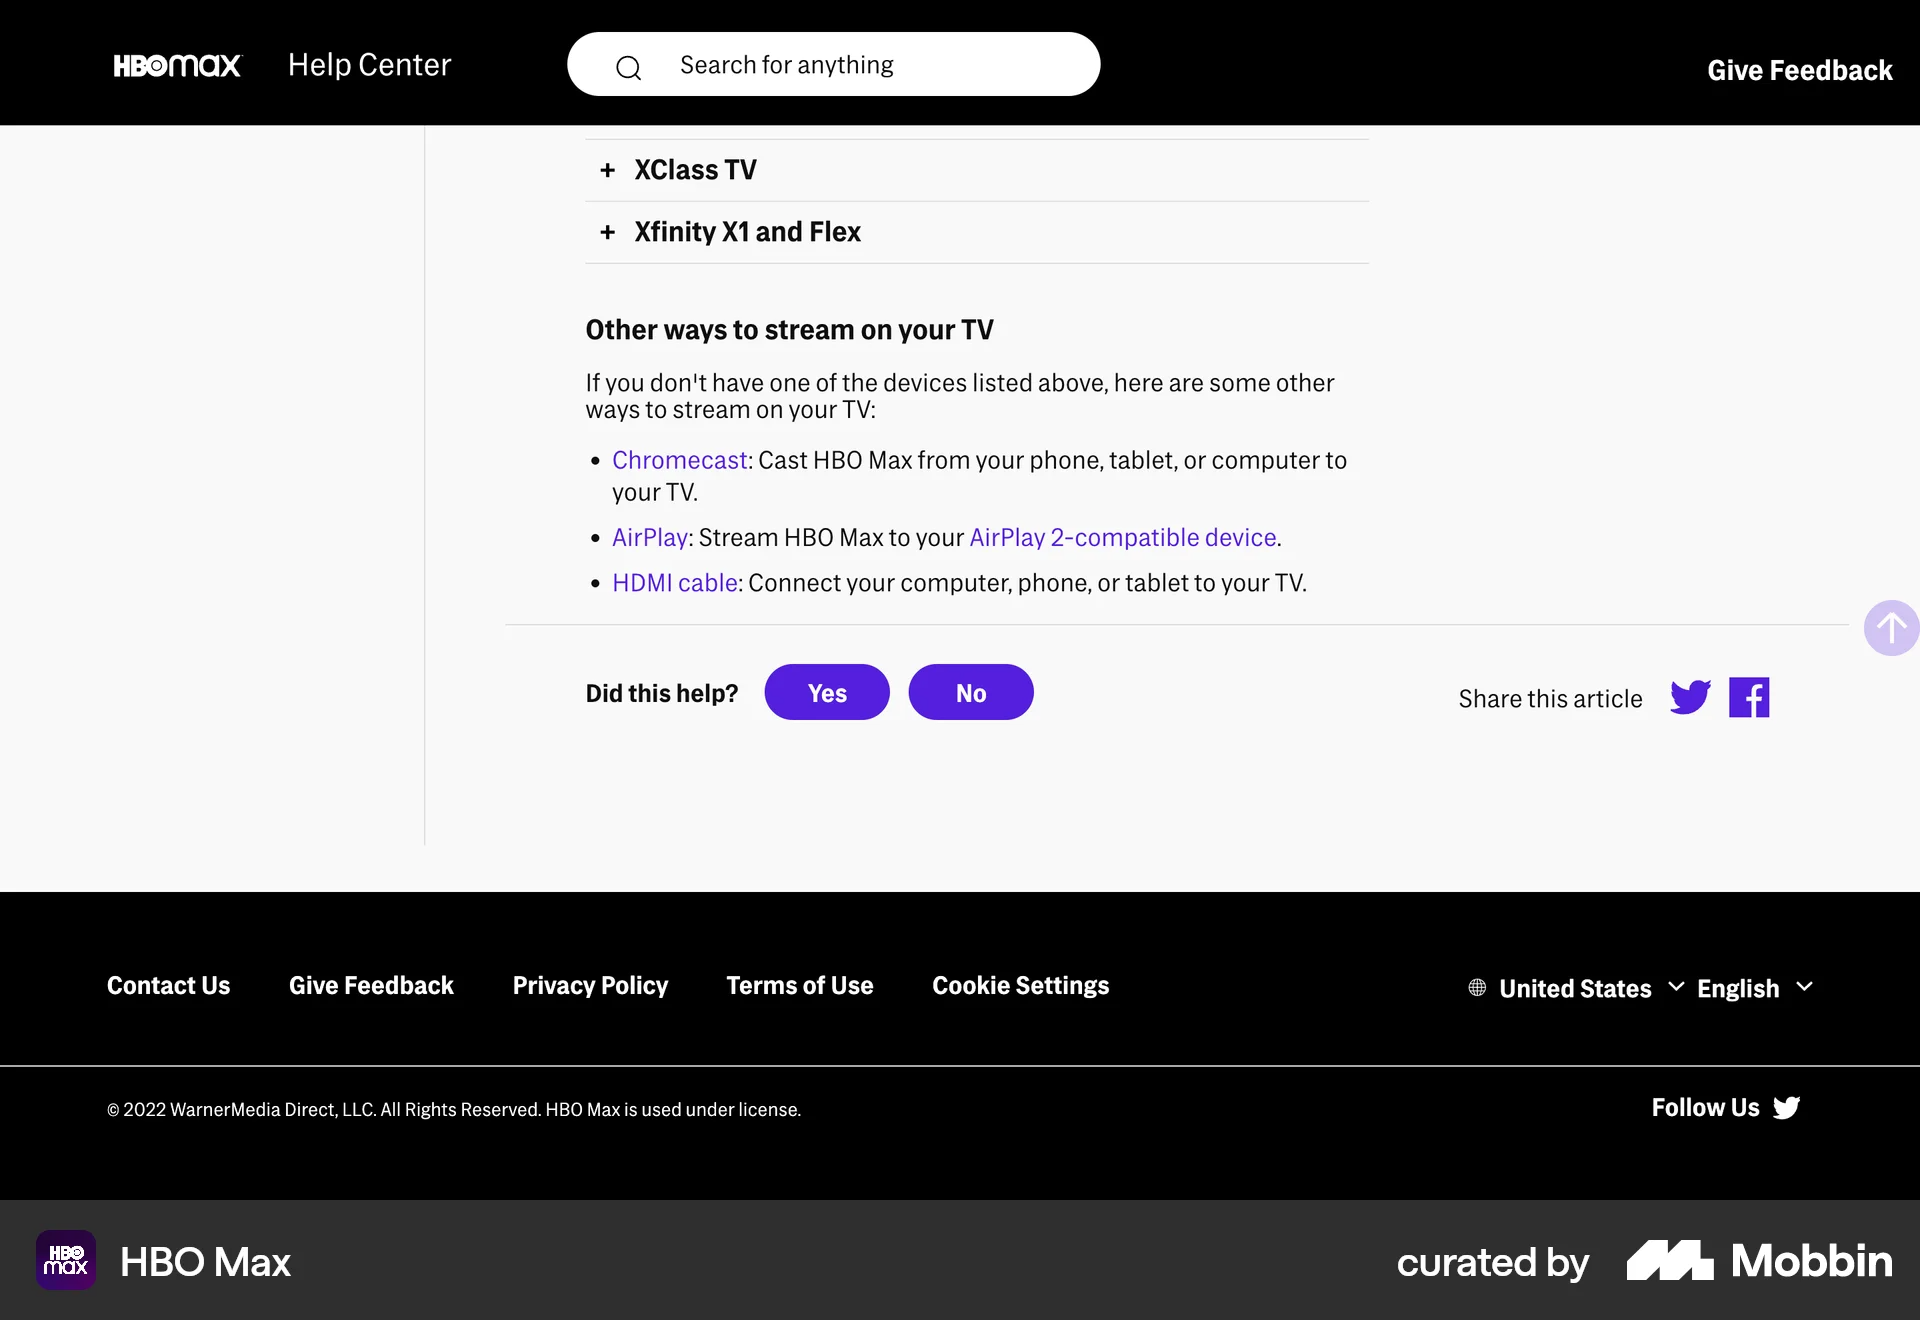 HBOmax
Help Center
Search for anything
Give Feedback
+ XClass TV
+ Xfinity X1 and Flex
Other ways to stream on your TV
If you don't have one of the devices listed above, here are some other
ways to stream on your TV:
• Chromecast: Cast HBO Max from your phone, tablet, or computer to
your TV.
• AirPlay: Stream HBO Max to your AirPlay 2-compatible device.
• HDMI cable: Connect your computer, phone, or tablet to your TV.
Did this help?
Yes
No
Share this article
Contact Us
Give Feedback
Privacy Policy
Terms of Use
Cookie Settings
United States
English
© 2022 WarnerMedia Direct, LLC. All Rights Reserved. HBO Max is used under license.
Follow Us
HBO
max
HBO Max
curated by
Mobbin